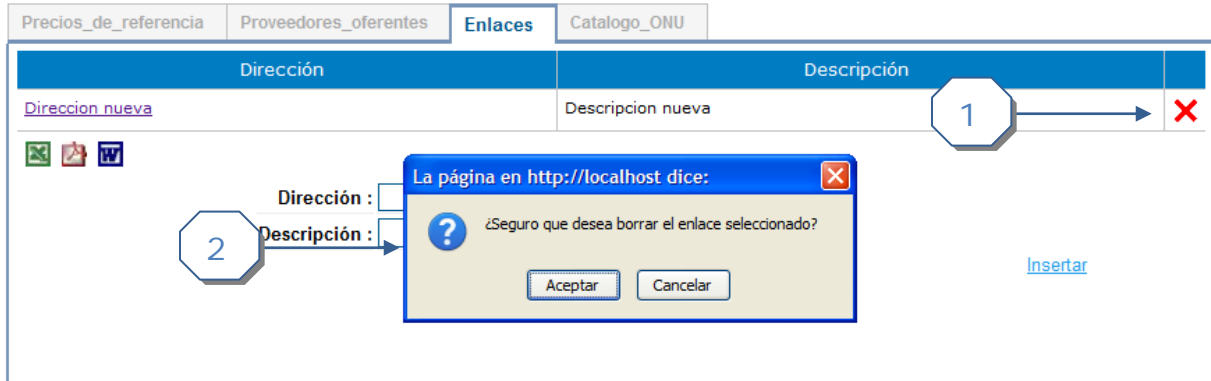 Precios_de_referencia Proveedores_oferentes Enlaces Catalogo_ONU
Dirección Descripción
Direccion nueva Descripcion nueva 1
La página en http://localhost dice:
Dirección :
¿Seguro que desea borrar el enlace seleccionado?
2 Descripción :
Insertar
Aceptar Cancelar